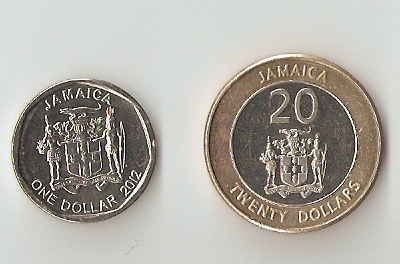 JAMAICA
ONE DOLLAR 2012
JAMAICA
20
TWENTY DOLLARS